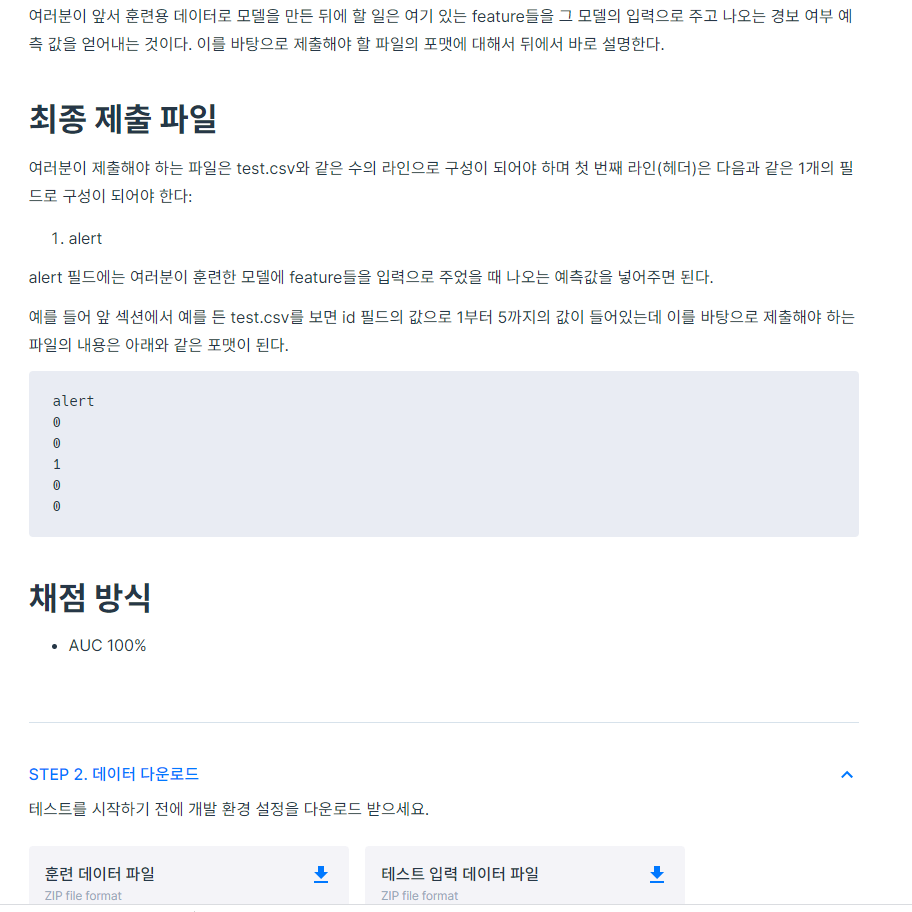 여러분이 앞서 훈련용 데이터로 모델을 만든 뒤에 할 일은 여기 있는 feature들을 그 모델의 입력으로 주고 나오는 경보 여부 예
측 값을 얻어내는 것이다. 이를 바탕으로 제출해야 할 파일의 포맷에 대해서 뒤에서 바로 설명한다.
최종 제출 파일
여러분이 제출해야 하는 파일은 test.csv와 같은 수의 라인으로 구성이 되어야 하며 첫 번째 라인(헤더)은 다음과 같은 1개의 필
드로 구성이 되어야 한다:
1. alert
alert 필드에는 여러분이 훈련한 모델에 feature들을 입력으로 주었을 때 나오는 예측값을 넣어주면 된다.
예를 들어 앞 섹션에서 예를 든 test.csv를 보면 id 필드의 값으로 1부터 5까지의 값이 들어있는데 이를 바탕으로 제출해야 하는
파일의 내용은 아래와 같은 포맷이 된다.
alert
0
0
1
0
0
채점 방식
• AUC 100%
STEP 2. 데이터 다운로드
테스트를 시작하기 전에 개발 환경 설정을 다운로드 받으세요.
훈련 데이터 파일 테스트 입력 데이터 파일
ZIP file format ZIP file format